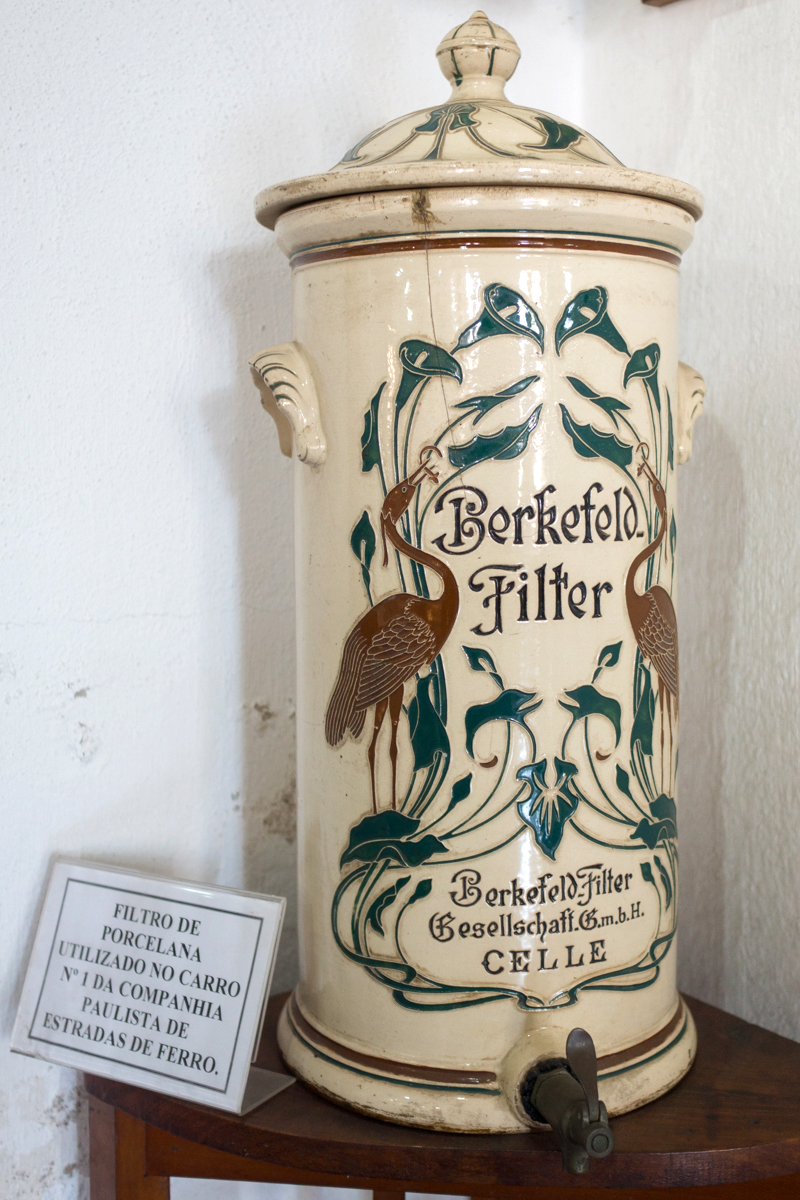 Berkefeld-
Filter
Berkefeld-Filter
Gesellschaft.G.m.b.H.
CELLE
FILTRO DE
PORCELANA
UTILIZADO NO CARRO
Nº 1 DA COMPANHIA
PAULISTA DE
ESTRADAS DE FERRO.